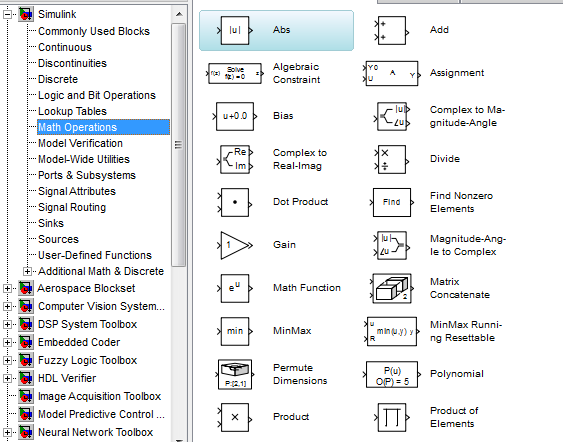 Simulink
Commonly Used Blocks
Continuous
Discontinuities
Discrete
Logic and Bit Operations
Lookup Tables
Math Operations
Model Verification
Model-Wide Utilities
Ports & Subsystems
Signal Attributes
Signal Routing
Sinks
Sources
User-Defined Functions
Additional Math & Discrete
Aerospace Blockset
Computer Vision System...
DSP System Toolbox
Embedded Coder
Fuzzy Logic Toolbox
HDL Verifier
Image Acquisition Toolbox
Model Predictive Control ...
Neural Network Toolbox
|u|
Abs
+
+
Add
f(z)
Solve
f(z) = 0
z
Algebraic
Constraint
Y0
U
A
Y
Assignment
u+0.0
Bias
|u|
∠u
Complex to Ma-
gnitude-Angle
Re
Im
Complex to
Real-Imag
×
÷
Divide
Dot Product
Find
Find Nonzero
Elements
1
Gain
|u|
∠u
Magnitude-Ang-
le to Complex
e^u
Math Function
2
Matrix
Concatenate
min
MinMax
u
R
min(u,y)
y
MinMax Runni-
ng Resettable
P:[2,1]
Permute
Dimensions
P(u)
O(P) = 5
Polynomial
×
Product
∏
Product of
Elements